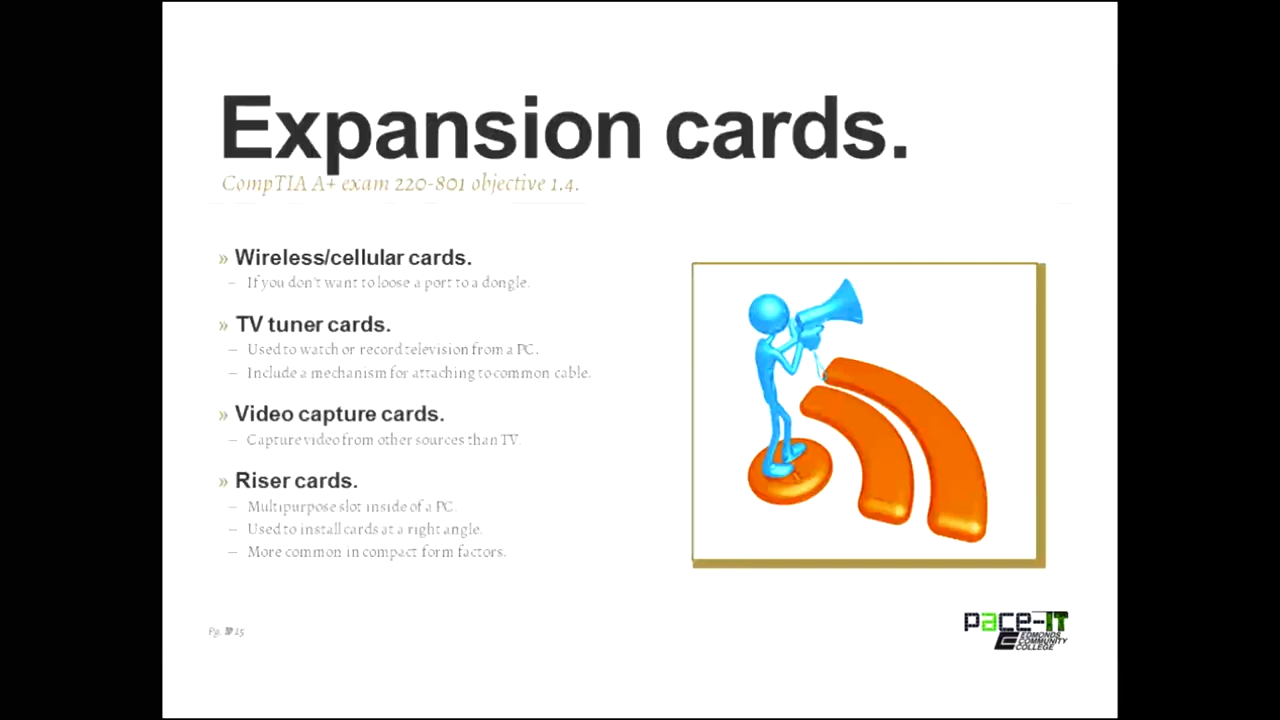 Expansion cards.
CompTIA A+ exam 220-801 objective 1.4.
» Wireless/cellular cards.
– If you don't want to loose a port to a dongle.
» TV tuner cards.
– Used to watch or record television from a PC.
– Include a mechanism for attaching to common cable.
» Video capture cards.
– Capture video from other sources than TV.
» Riser cards.
– Multipurpose slot inside of a PC.
– Used to install cards at a right angle.
– More common in compact form factors.
Pg. 15
pace-IT
EDMONDS
COMMUNITY
COLLEGE